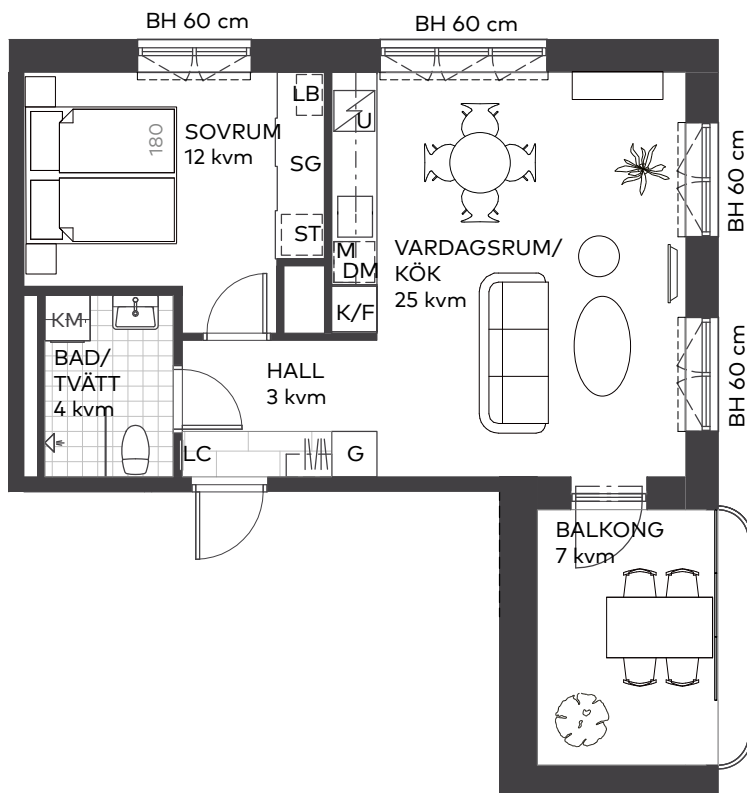 BH 60 cm
BH 60 cm
LB
U
180
SOVRUM
12 kvm
SG
BH 60 cm
ST
M
DM
VARDAGSRUM/
KÖK
25 kvm
K/F
KM
BAD/
TVÄTT
4 kvm
HALL
3 kvm
BH 60 cm
LC
G
BALKONG
7 kvm